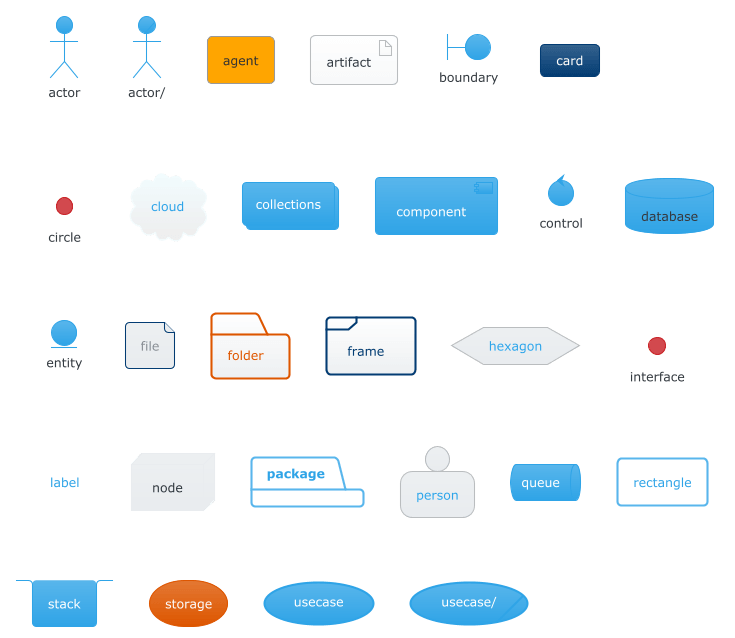 actor
actor/
agent
artifact
boundary
card
circle
cloud
collections
component
control
database
entity
file
folder
frame
hexagon
interface
label
node
package
person
queue
rectangle
stack
storage
usecase
usecase/